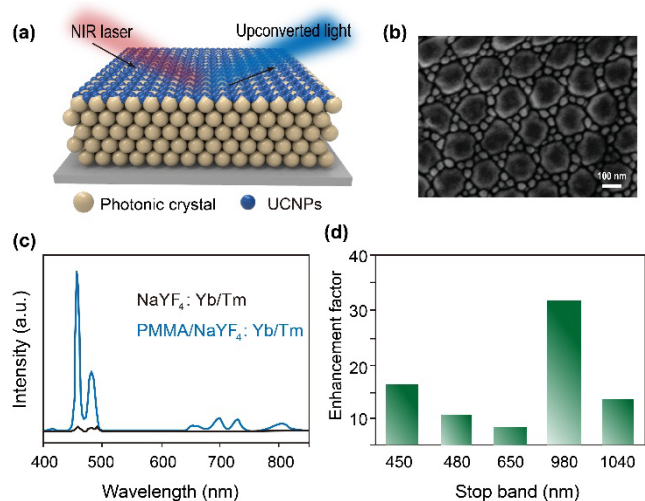 (a)
NIR laser
Upconverted light
Photonic crystal
UCNPs
(b)
100 nm
(c)
NaYF₄: Yb/Tm
PMMA/NaYF₄: Yb/Tm
Intensity (a.u.)
400 500 600 700 800
Wavelength (nm)
(d)
Enhancement factor
40
30
20
10
450 480 650 980 1040
Stop band (nm)